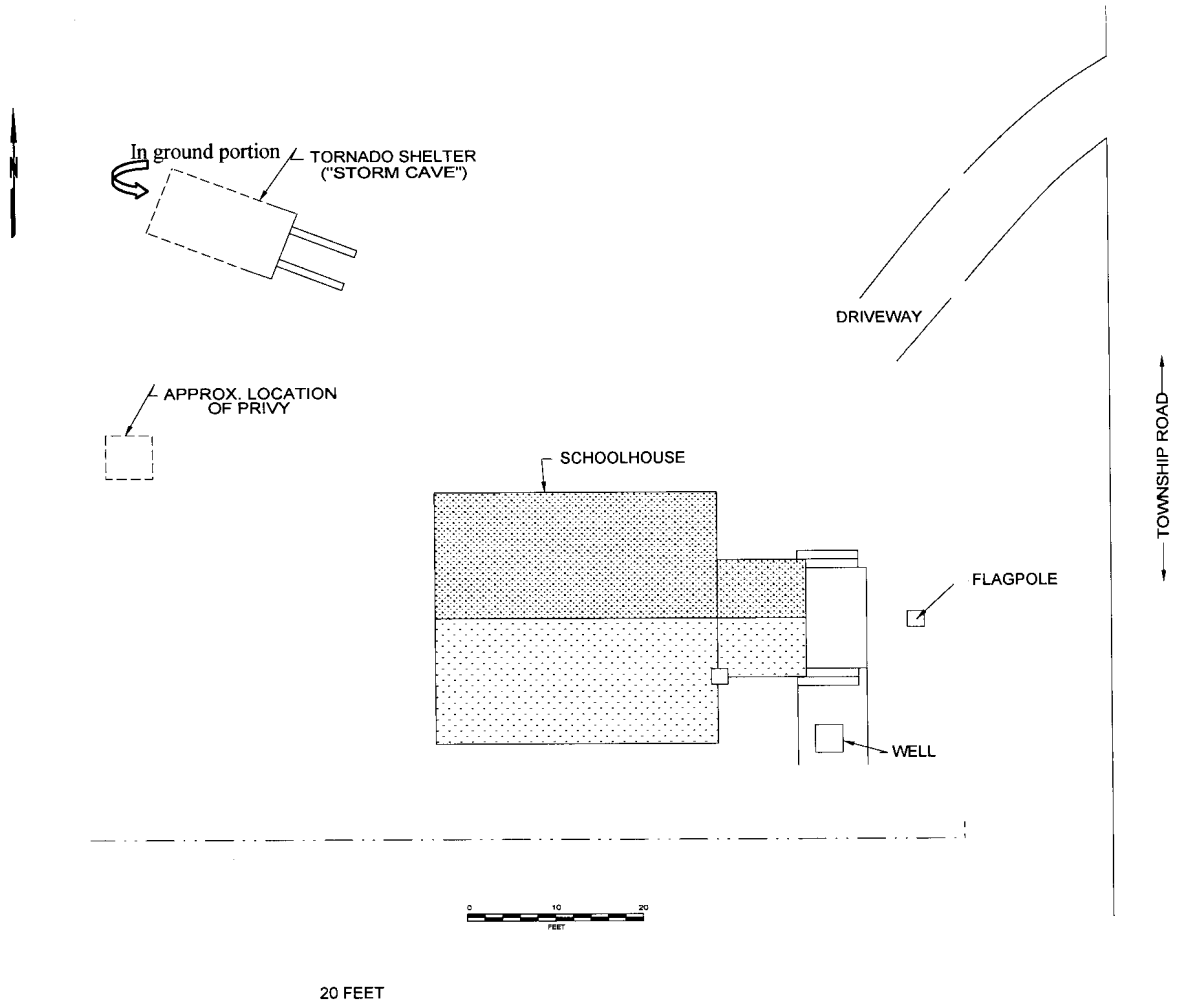 In ground portion
TORNADO SHELTER
("STORM CAVE")
N
DRIVEWAY
APPROX. LOCATION
OF PRIVY
TOWNSHIP ROAD
SCHOOLHOUSE
FLAGPOLE
WELL
0 10 20
FEET
20 FEET